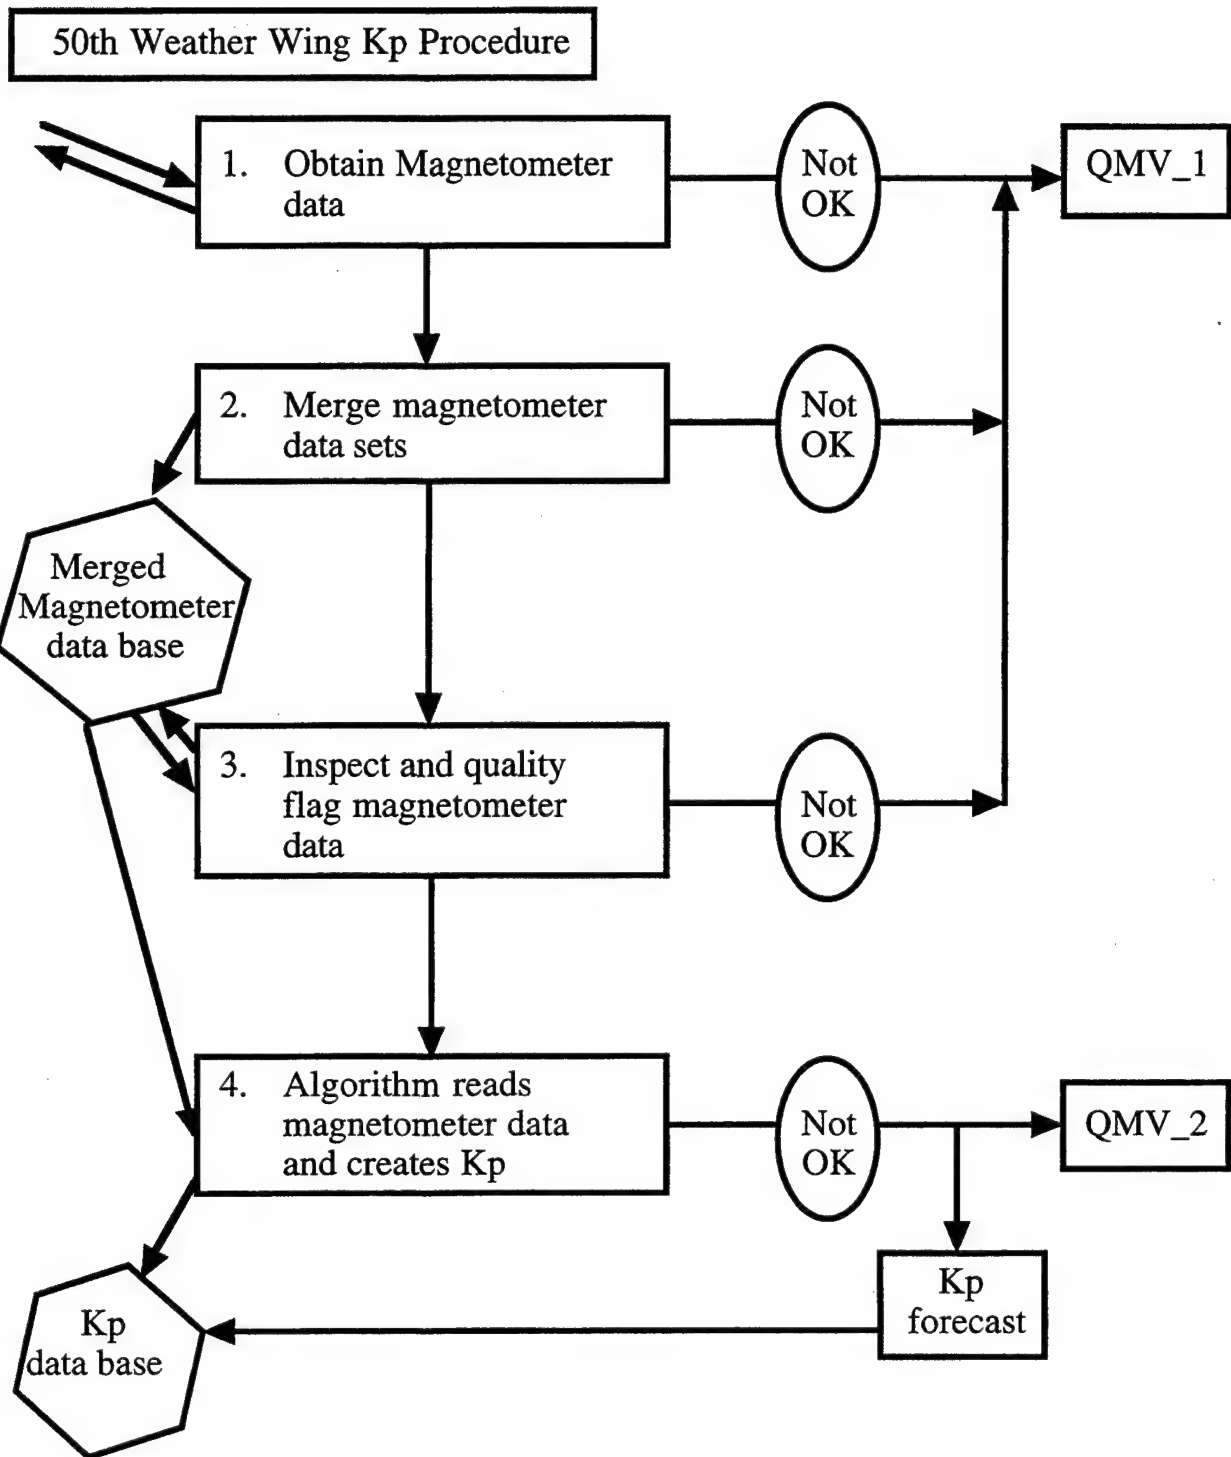 50th Weather Wing Kp Procedure
1. Obtain Magnetometer
data
Not
OK
QMV_1
2. Merge magnetometer
data sets
Not
OK
Merged
Magnetometer
data base
3. Inspect and quality
flag magnetometer
data
Not
OK
4. Algorithm reads
magnetometer data
and creates Kp
Not
OK
QMV_2
Kp
forecast
Kp
data base